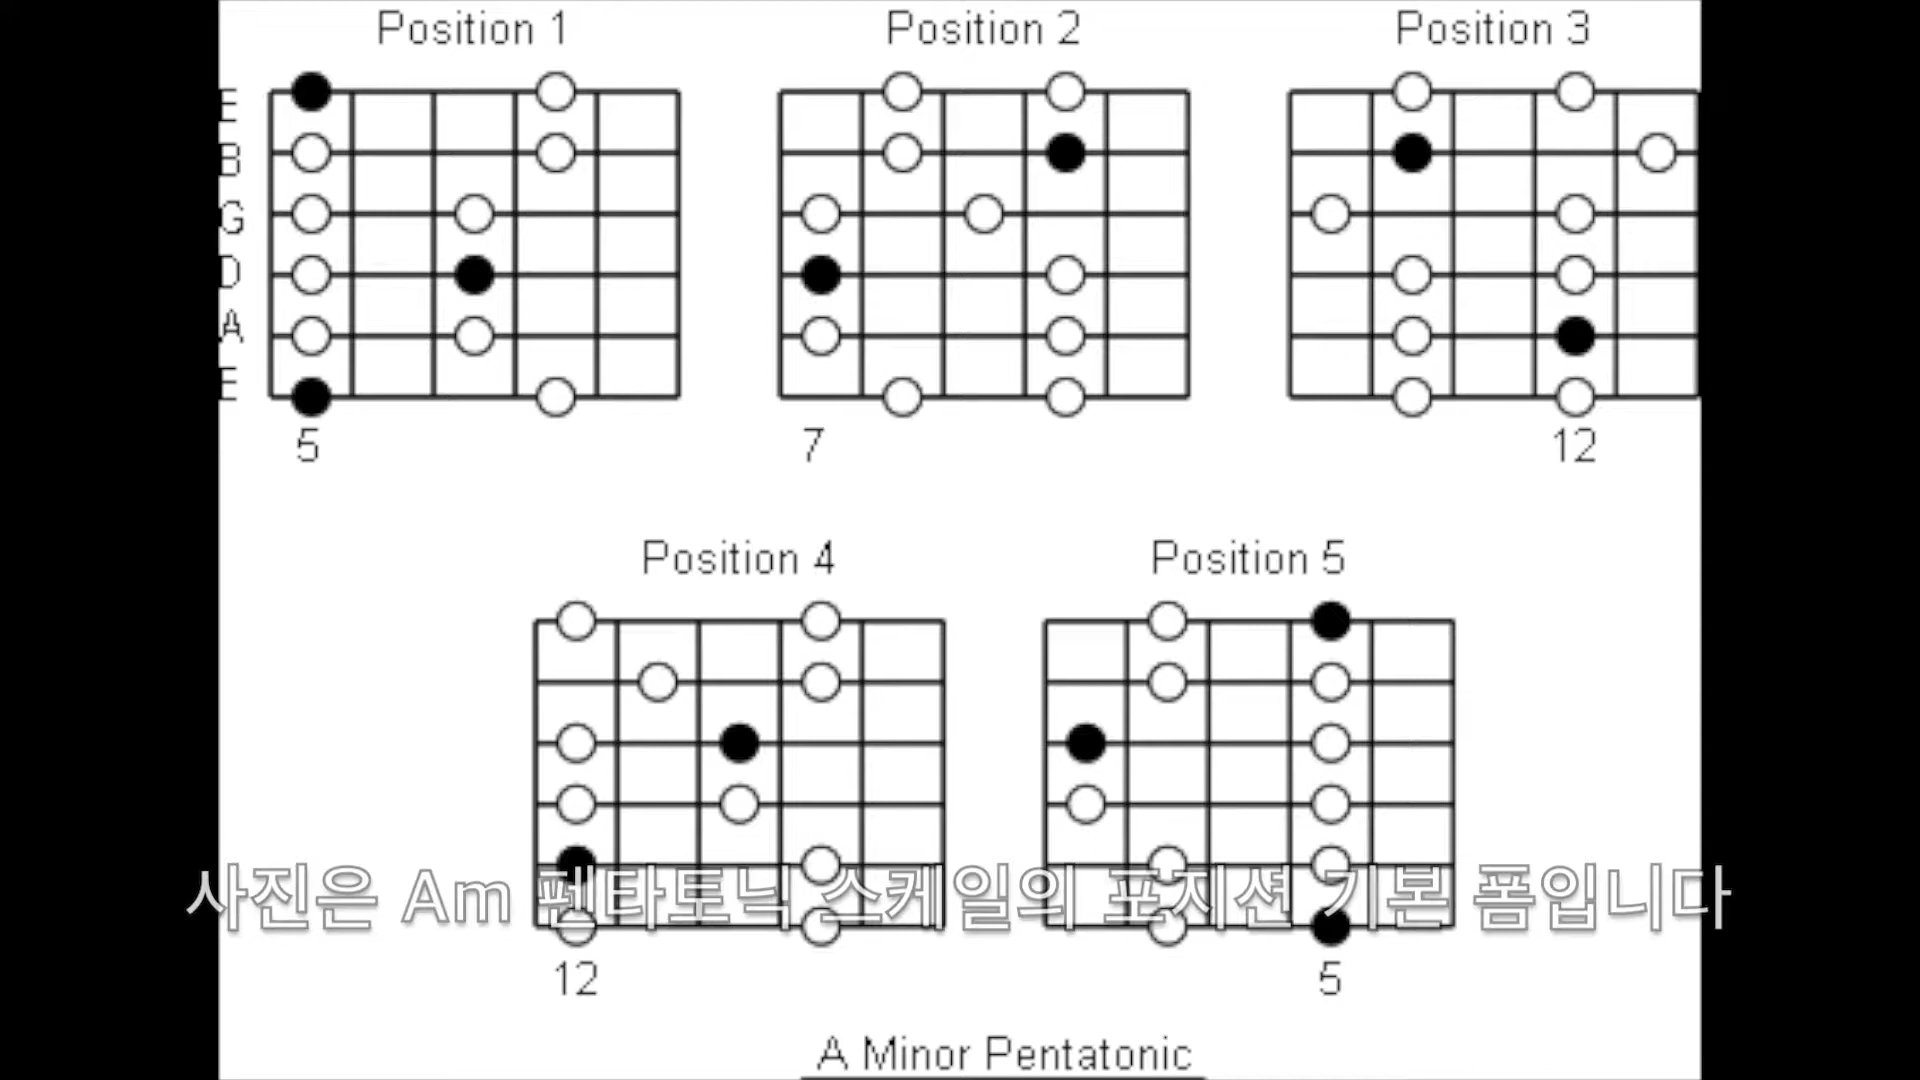 Position 1
Position 2
Position 3
E
B
G
D
A
E
5
7
12
Position 4
Position 5
사진은 Am 펜타토닉 스케일의 포지션 기본 폼입니다
12
5
A Minor Pentatonic